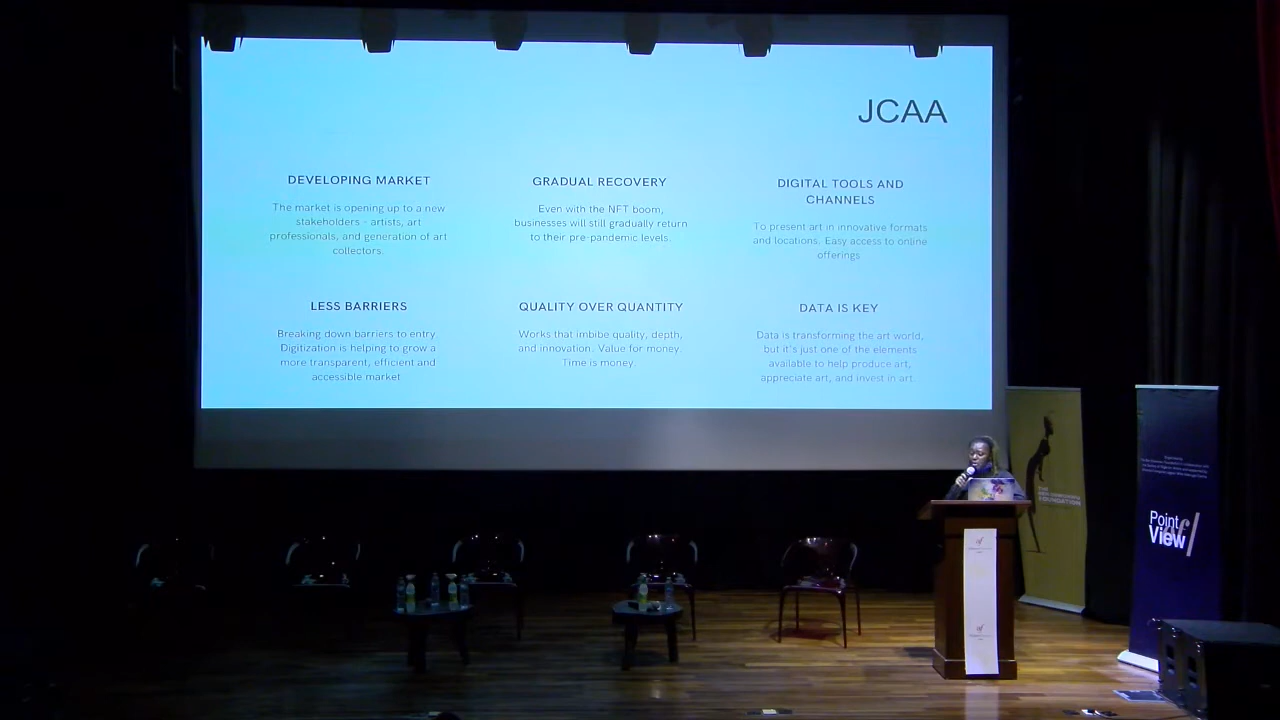 JCAA
DEVELOPING MARKET
The market is opening up to a new
stakeholders - artists, art
professionals, and generation of art
collectors.
GRADUAL RECOVERY
Even with the NFT boom,
businesses will still gradually return
to their pre-pandemic levels.
DIGITAL TOOLS AND
CHANNELS
To present art in innovative formats
and locations. Easy access to online
offerings
LESS BARRIERS
Breaking down barriers to entry.
Digitization is helping to grow a
more transparent, efficient and
accessible market
QUALITY OVER QUANTITY
Works that imbibe quality, depth,
and innovation. Value for money.
Time is money.
DATA IS KEY
Data is transforming the art world,
but it's just one of the elements
available to help produce art,
appreciate art, and invest in art.
THE
FOUNDATION
Point
of
View
af
af